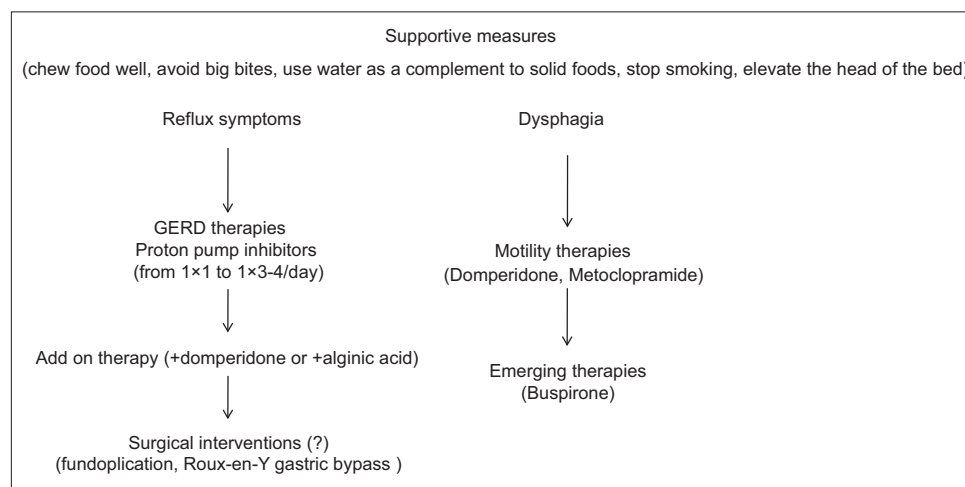 Supportive measures
(chew food well, avoid big bites, use water as a complement to solid foods, stop smoking, elevate the head of the bed)
Reflux symptoms
GERD therapies
Proton pump inhibitors
(from 1×1 to 1×3-4/day)
Add on therapy (+domperidone or +alginic acid)
Surgical interventions (?)
(fundoplication, Roux-en-Y gastric bypass )
Dysphagia
Motility therapies
(Domperidone, Metoclopramide)
Emerging therapies
(Buspirone)